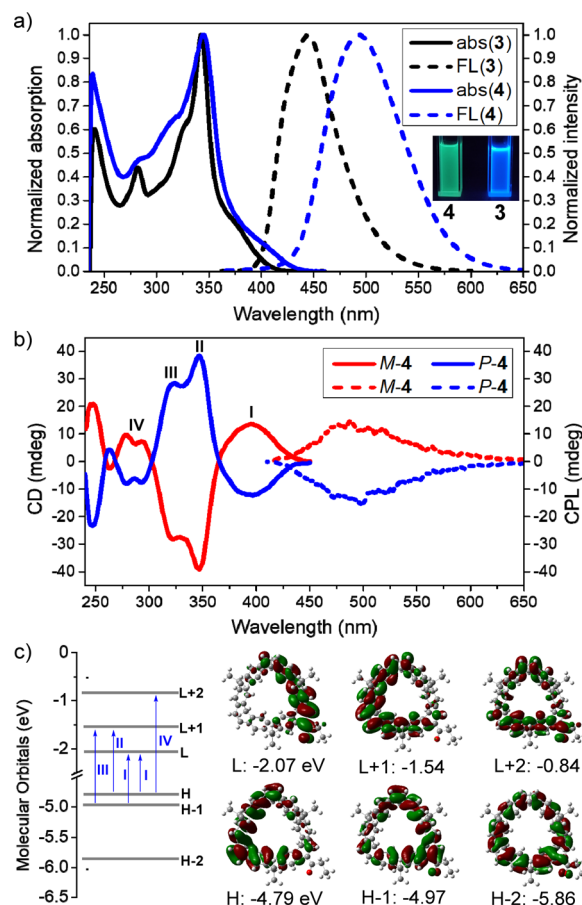 a)
Normalized absorption
1.0
0.9
0.8
0.7
0.6
0.5
0.4
0.3
0.2
0.1
0.0
abs(3)
FL(3)
abs(4)
FL(4)
4 3
1.0
0.9
0.8
0.7
0.6
0.5
0.4
0.3
0.2
0.1
0.0
Normalized intensity
250 300 350 400 450 500 550 600 650
Wavelength (nm)
b)
CD (mdeg)
40
30
20
10
0
-10
-20
-30
-40
II
III
IV
I
M-4 P-4
M-4 P-4
40
30
20
10
0
-10
-20
-30
-40
CPL (mdeg)
250 300 350 400 450 500 550 600 650
Wavelength (nm)
c)
Molecular Orbitals (eV)
0
-1
-2
-5.0
-5.5
-6.0
-6.5
L+2
L+1
L
H
H-1
H-2
III
II
I
I
IV
L: -2.07 eV L+1: -1.54 L+2: -0.84
H: -4.79 eV H-1: -4.97 H-2: -5.86